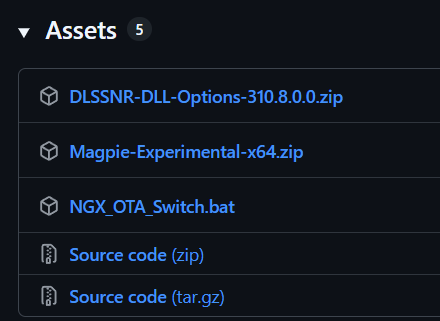 Assets 5
DLSSNR-DLL-Options-310.8.0.0.zip
Magpie-Experimental-x64.zip
NGX_OTA_Switch.bat
Source code (zip)
Source code (tar.gz)